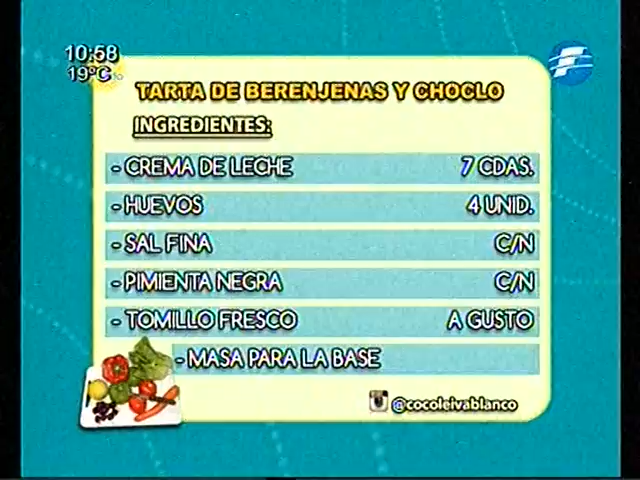 10:58
19°C
TARTA DE BERENJENAS Y CHOCLO
INGREDIENTES:
- CREMA DE LECHE 7 CDAS.
- HUEVOS 4 UNID.
- SAL FINA C/N
- PIMIENTA NEGRA C/N
- TOMILLO FRESCO A GUSTO
- MASA PARA LA BASE
@cocoleivablanco